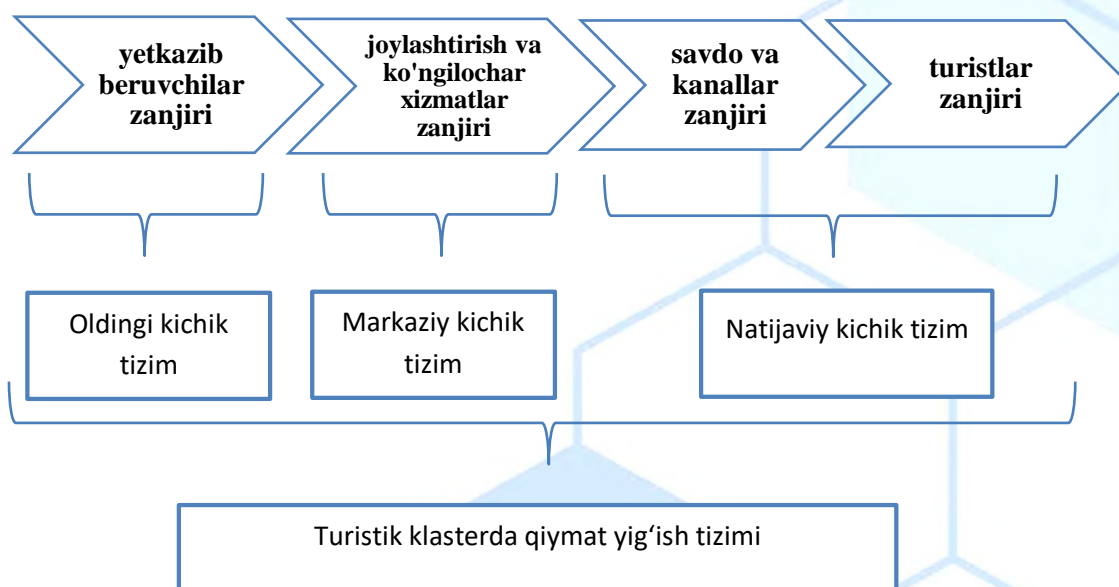 yetkazib
beruvchilar
zanjiri
joylashtirish va
ko'ngilochar
xizmatlar
zanjiri
savdo va
kanallar
zanjiri
turistlar
zanjiri
Oldingi kichik
tizim
Markaziy kichik
tizim
Natijaviy kichik tizim
Turistik klasterda qiymat yig‘ish tizimi